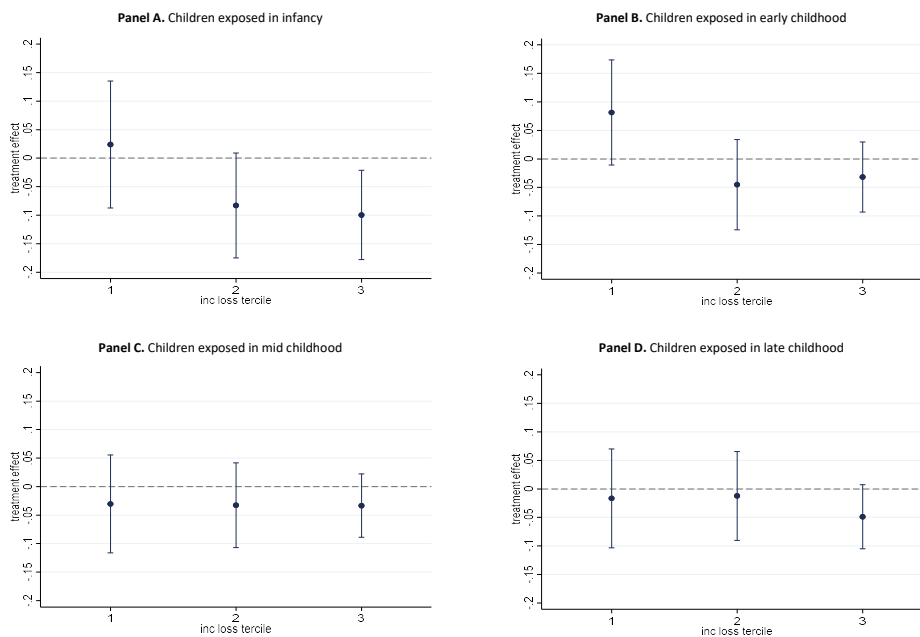 Panel A. Children exposed in infancy
treatment effect
.2
.15
.1
.05
0
-.05
-.1
-.15
-.2
1 2 3
inc loss tercile
Panel B. Children exposed in early childhood
treatment effect
.2
.15
.1
.05
0
-.05
-.1
-.15
-.2
1 2 3
inc loss tercile
Panel C. Children exposed in mid childhood
treatment effect
.2
.15
.1
.05
0
-.05
-.1
-.15
-.2
1 2 3
inc loss tercile
Panel D. Children exposed in late childhood
treatment effect
.2
.15
.1
.05
0
-.05
-.1
-.15
-.2
1 2 3
inc loss tercile